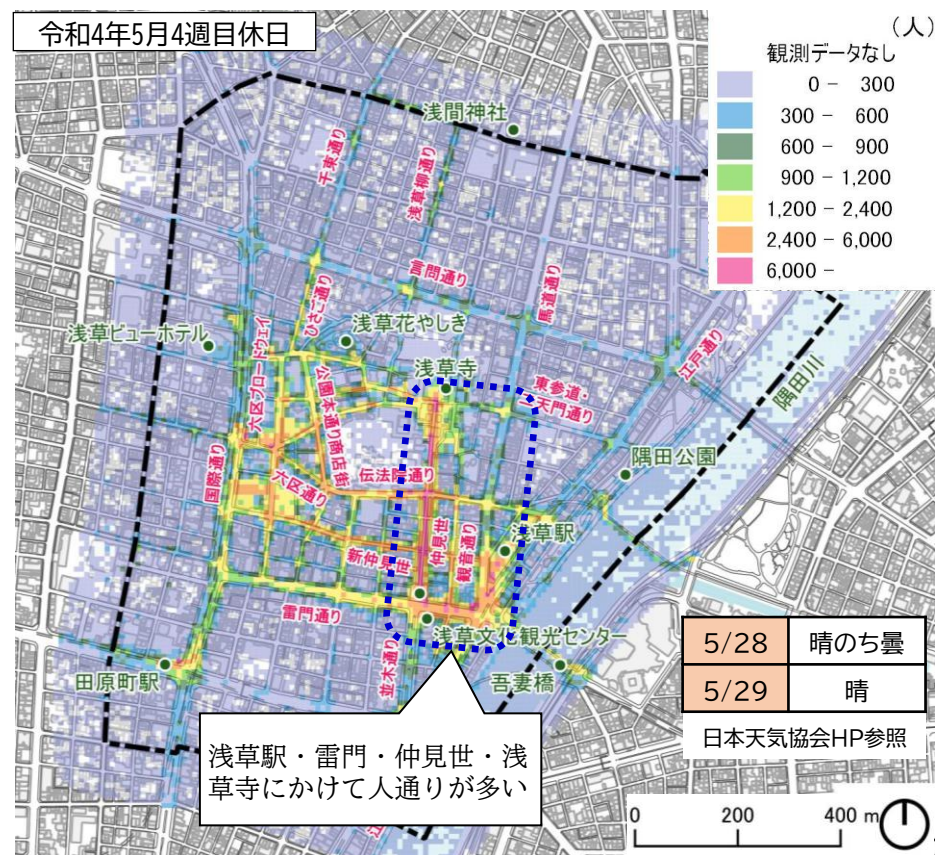 令和4年5月4週目休日
(人)
観測データなし
0 - 300
300 - 600
600 - 900
900 - 1,200
1,200 - 2,400
2,400 - 6,000
6,000 -
浅間神社
千束通り
浅草柳通り
言問通り
馬道通り
ひさご通り
浅草花やしき
浅草ビューホテル
六区ブロードウェイ
公園本通り商店街
浅草寺
東参道・
二天門通り
江戸通り
隅田川
隅田公園
国際通り
六区通り
伝法院通り
浅草駅
新仲見世
仲見世
観音通り
雷門通り
浅草文化観光センター
並木通り
田原町駅
吾妻橋
5/28 晴のち曇
5/29 晴
日本天気協会HP参照
浅草駅・雷門・仲見世・浅
草寺にかけて人通りが多い
0 200 400 m